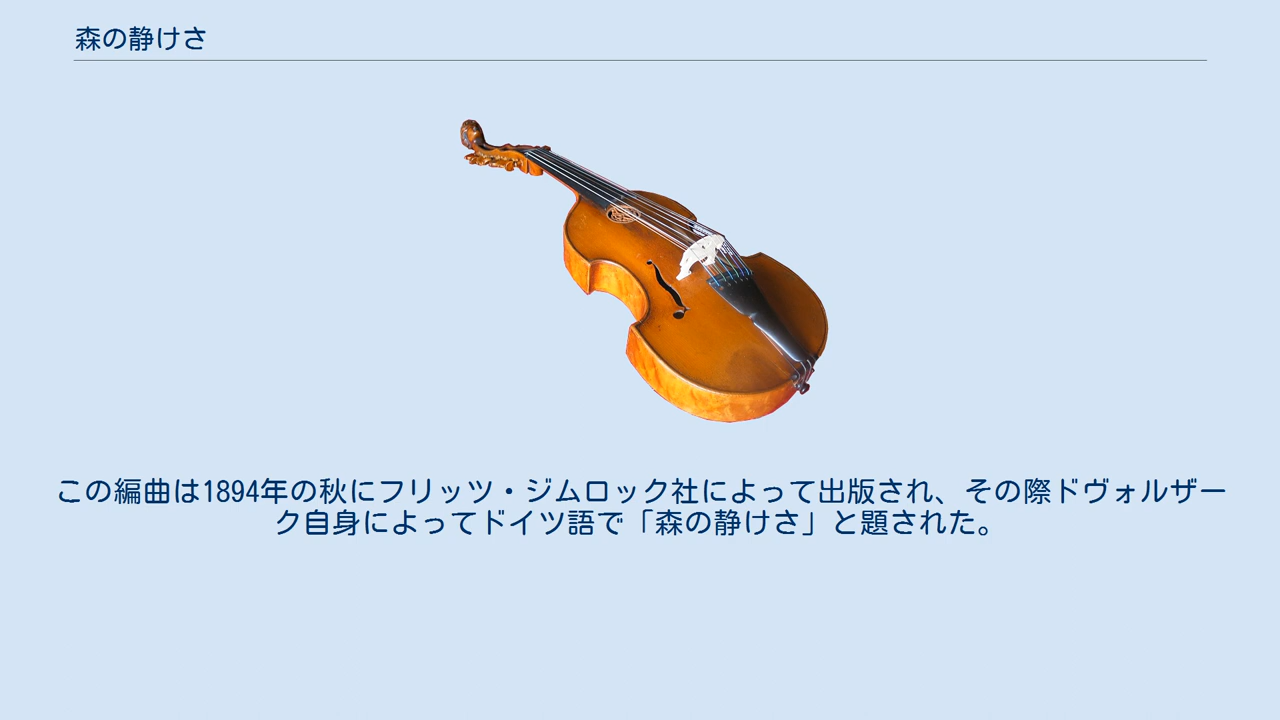 森の静けさ
この編曲は1894年の秋にフリッツ・ジムロック社によって出版され、その際ドヴォルザー
ク自身によってドイツ語で「森の静けさ」と題された。